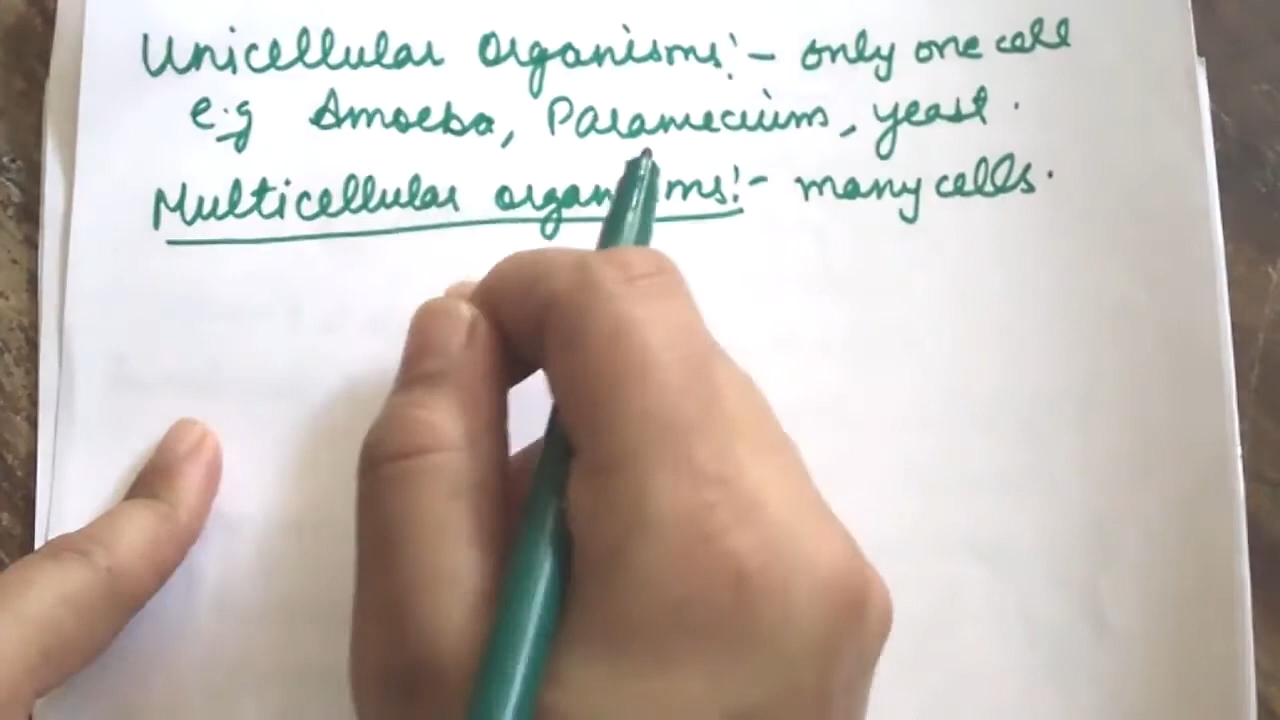 Unicellular Organisms:- only one cell
e.g Amoeba, Paramecium, yeast.
Multicellular organisms:- many cells.